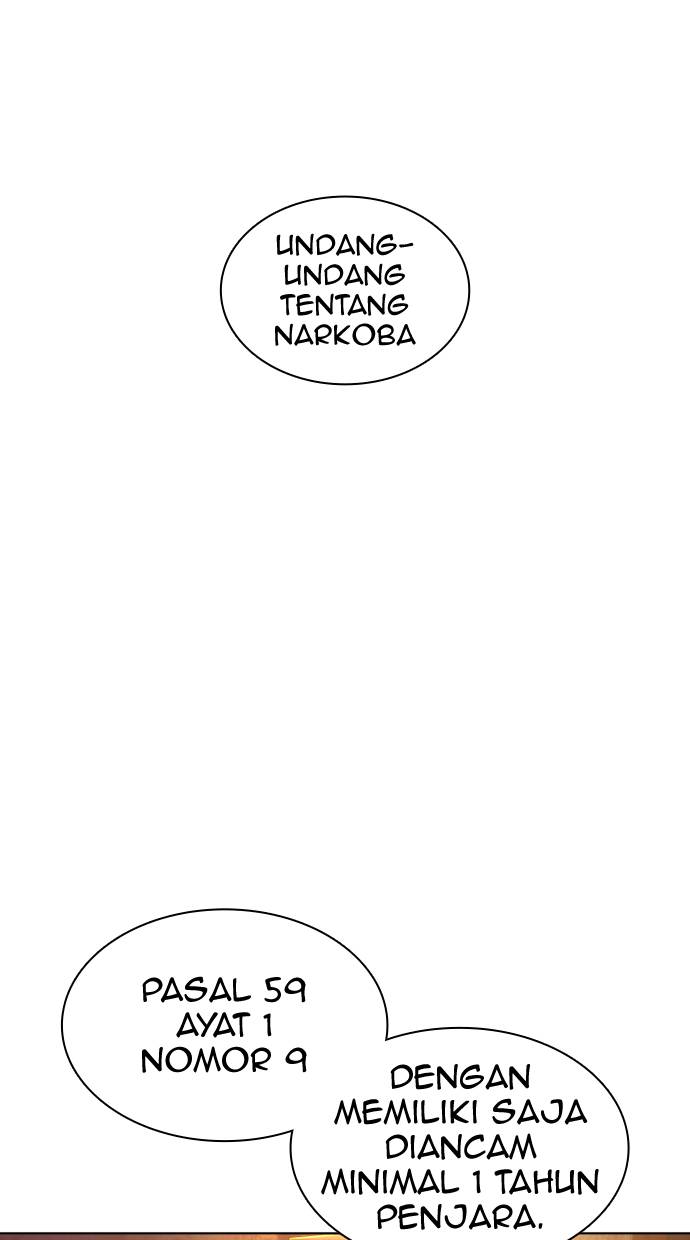 UNDANG-
UNDANG
TENTANG
NARKOBA
PASAL 59
AYAT 1
NOMOR 9
DENGAN
MEMILIKI SAJA
DIANCAM
MINIMAL 1 TAHUN
PENJARA.